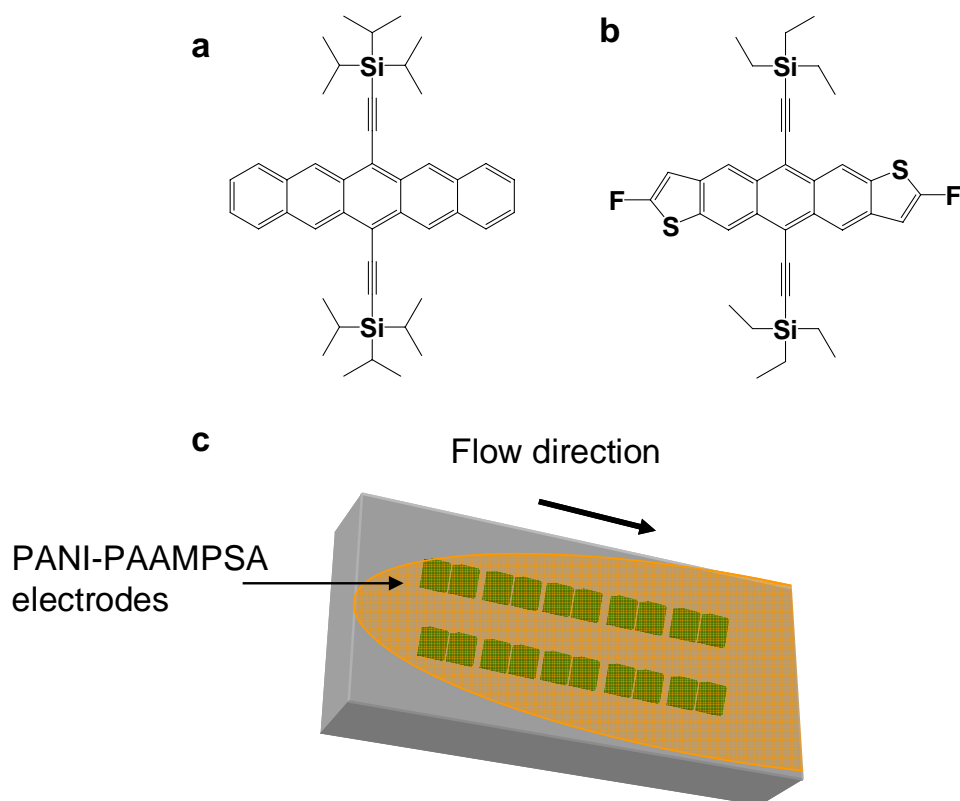 a
b
Si
Si
S
F
F
S
Si
Si
c
Flow direction
PANI-PAAMPSA
electrodes